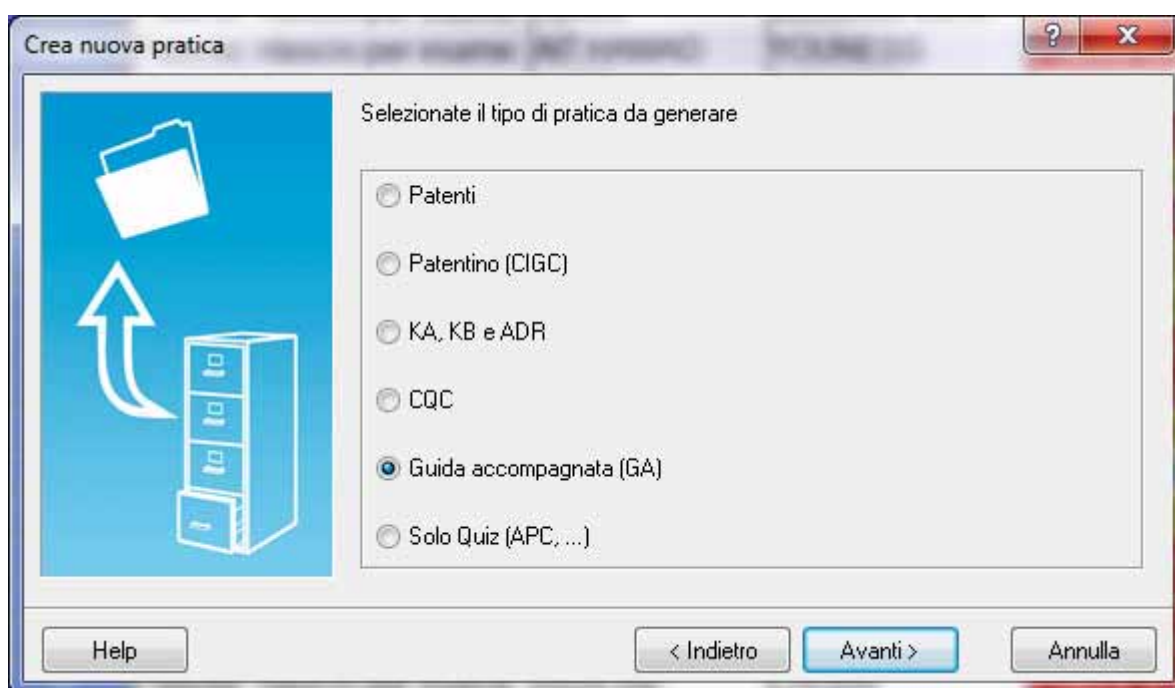 Crea nuova pratica
Selezionate il tipo di pratica da generare
Patenti
Patentino (CIGC)
KA, KB e ADR
CQC
Guida accompagnata (GA)
Solo Quiz (APC, ...)
Help
< Indietro
Avanti >
Annulla